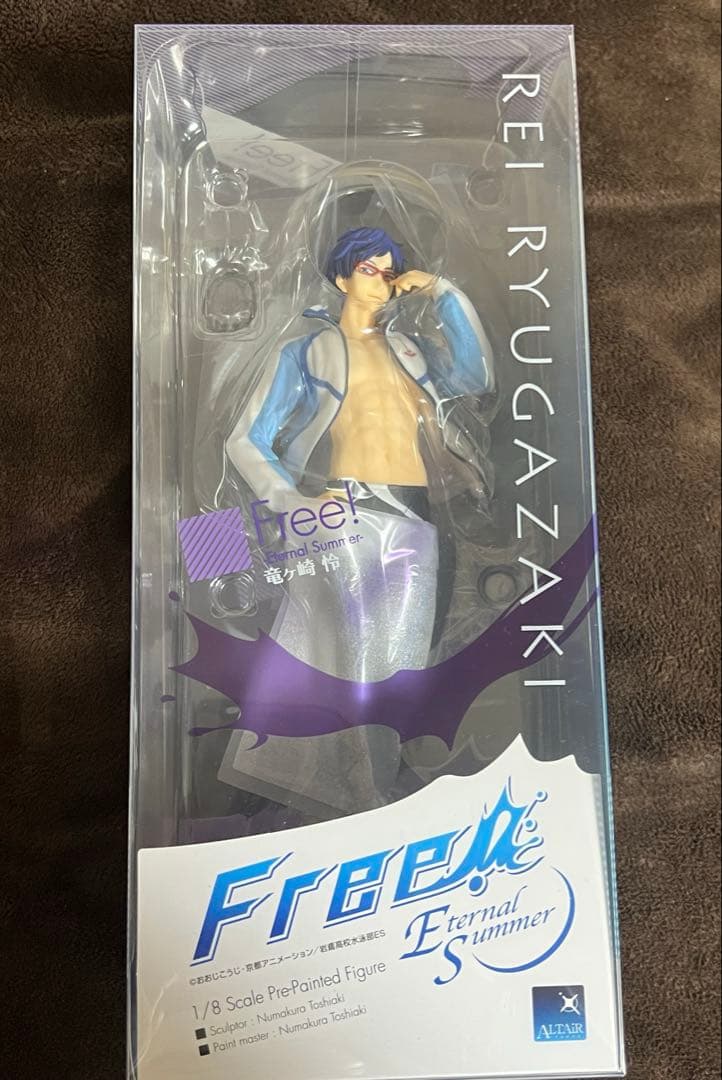 REI RYUGAZAKI
Free!
-Eternal Summer-
竜ヶ崎 怜
Free!
Eternal
Summer
©おおじこうじ・京都アニメーション/岩鳶高校水泳部ES
1/8 Scale Pre-Painted Figure
■ Sculptor : Numakura Toshiaki
■ Paint master : Numakura Toshiaki
ALTAiR